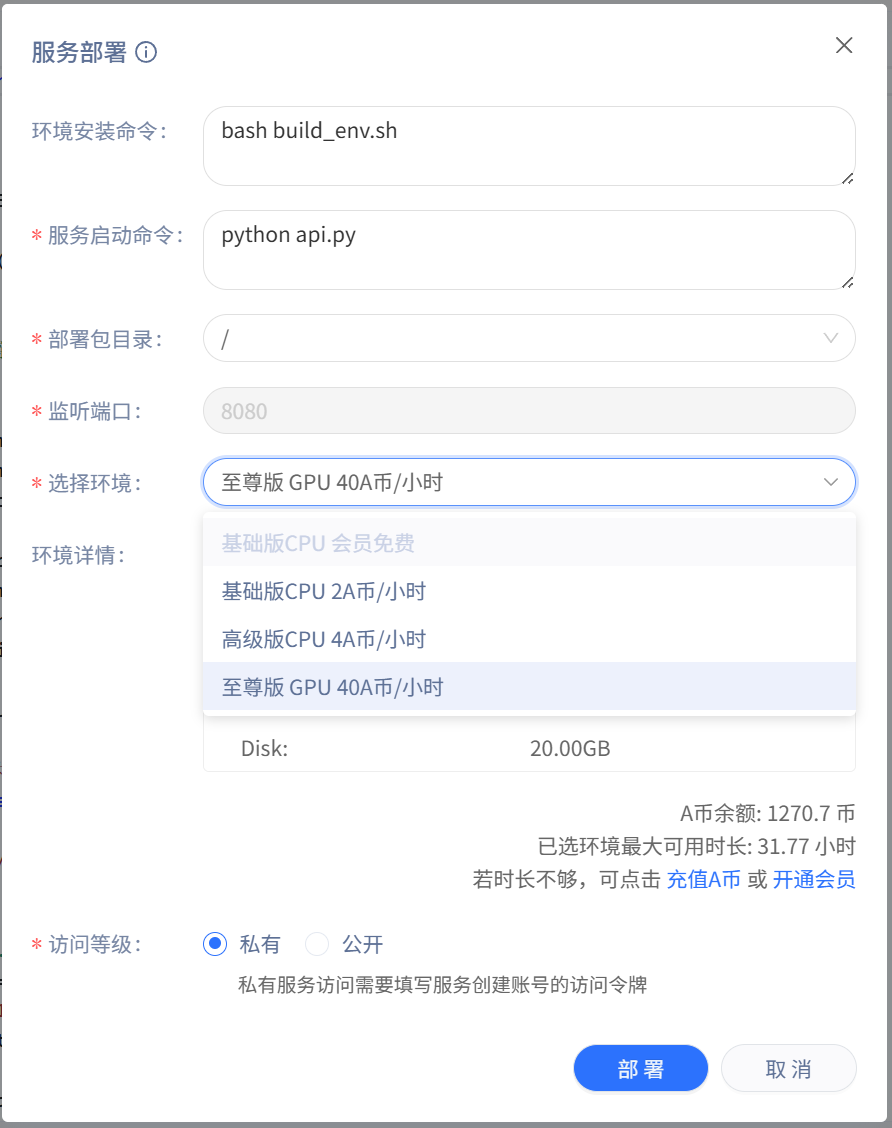 服务部署
环境安装命令: bash build_env.sh
* 服务启动命令: python api.py
* 部署包目录: /
* 监听端口: 8080
* 选择环境: 至尊版 GPU 40A币/小时
环境详情:
基础版CPU 会员免费
基础版CPU 2A币/小时
高级版CPU 4A币/小时
至尊版 GPU 40A币/小时
Disk: 20.00GB
A币余额: 1270.7 币
已选环境最大可用时长: 31.77 小时
若时长不够，可点击 充值A币 或 开通会员
* 访问等级: 私有 公开
私有服务访问需要填写服务创建账号的访问令牌
部署 取消